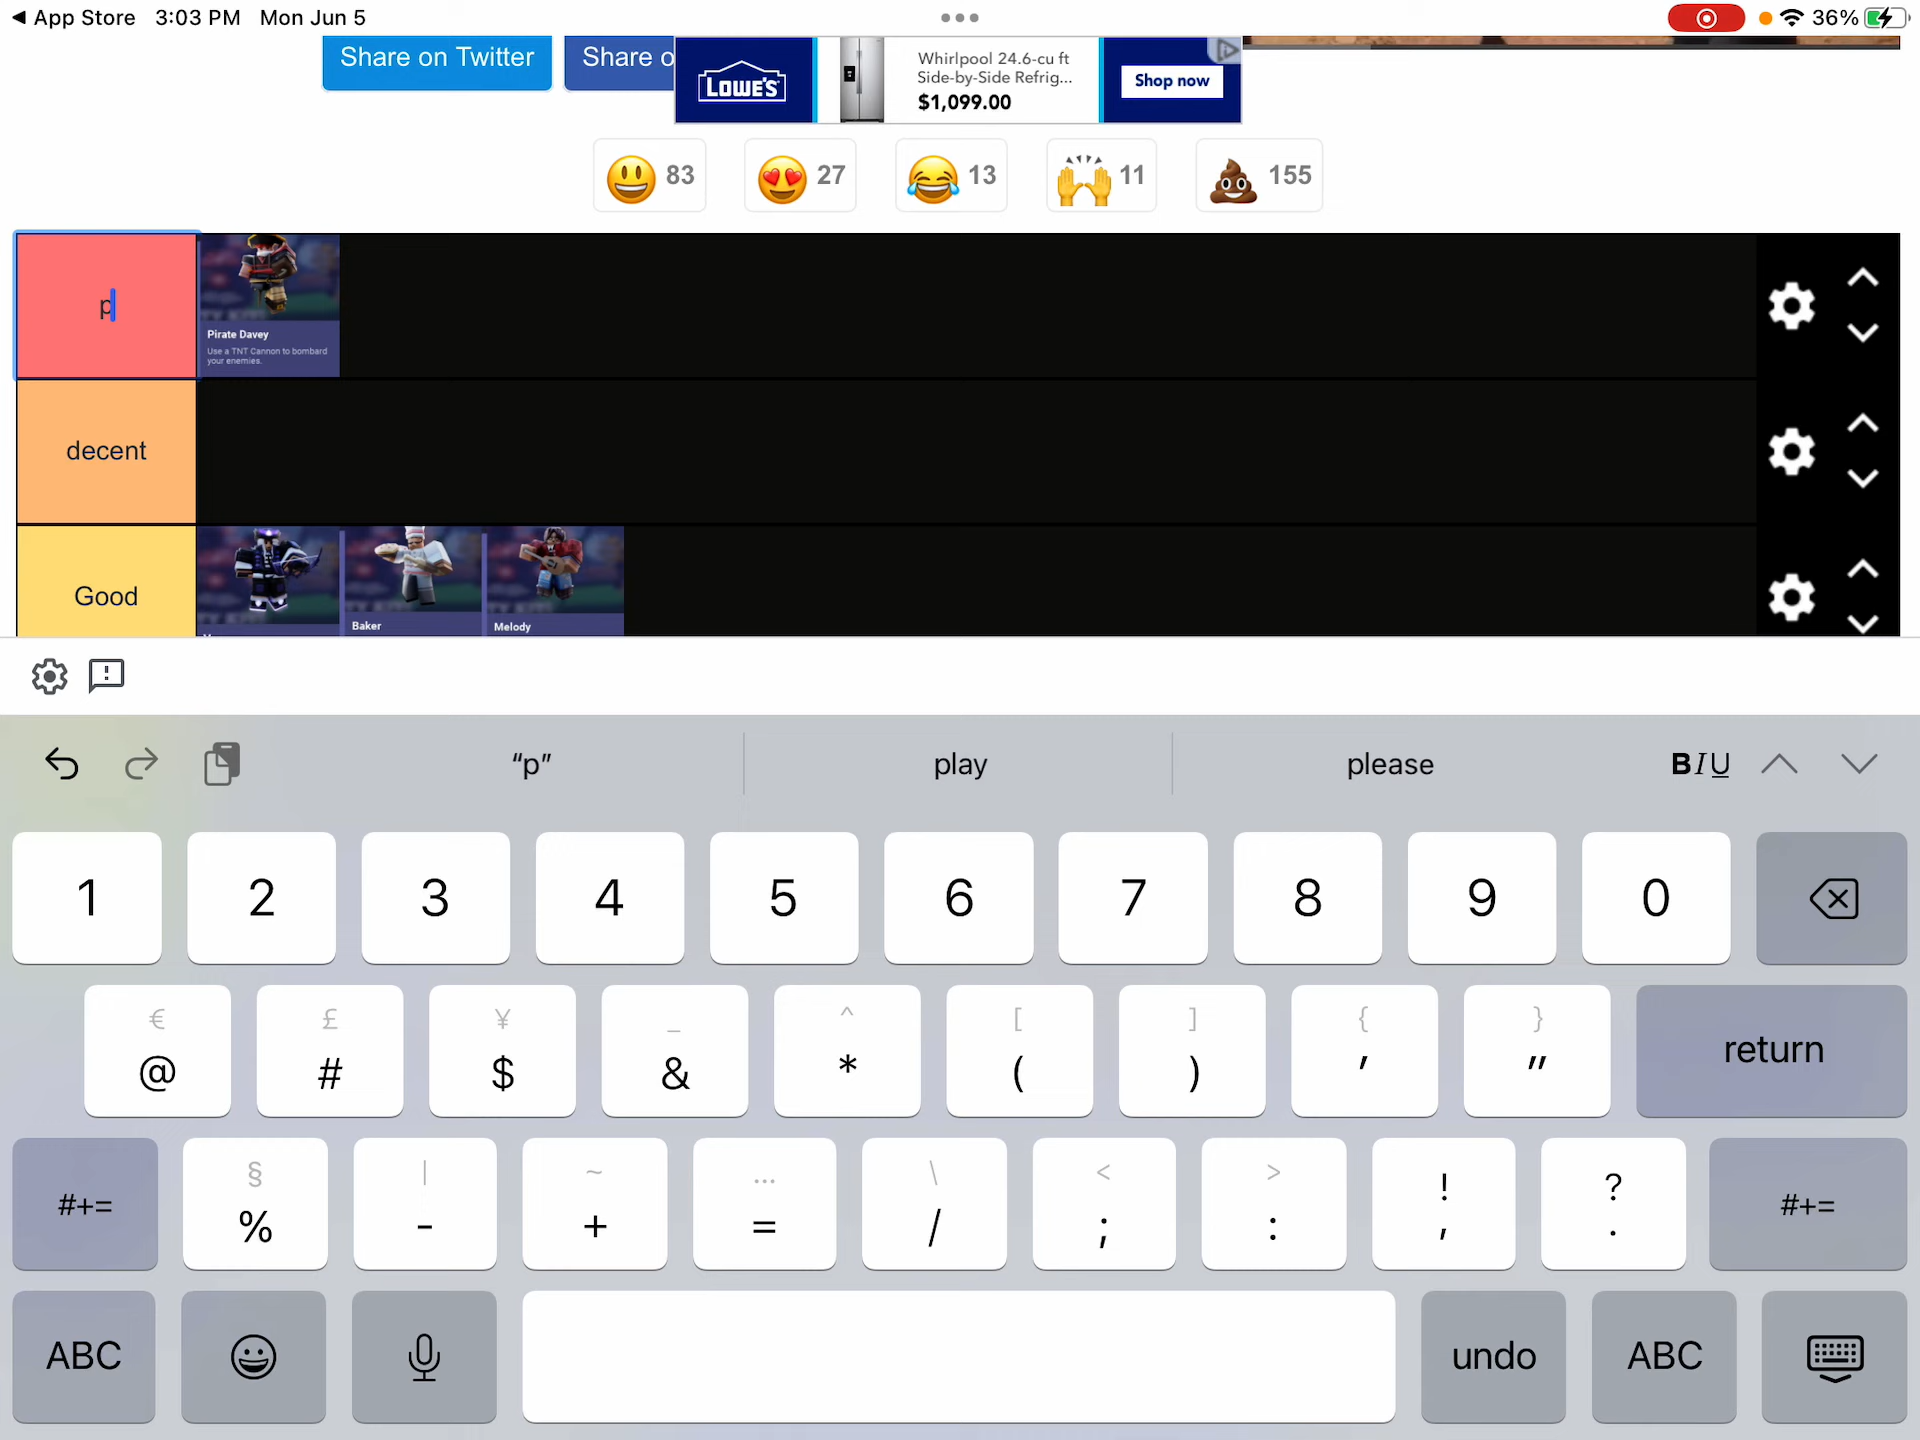 App Store 3:03 PM Mon Jun 5
36%
Share on Twitter
Share o
LOWE'S
Whirlpool 24.6-cu ft
Side-by-Side Refrig...
$1,099.00
Shop now
83
27
13
11
155
p
Pirate Davey
Use a TNT Cannon to bombard
your enemies.
decent
Good
Baker
Melody
“p”
play
please
BIU
1 2 3 4 5 6 7 8 9 0
€ £ ¥ _ ^ [ ] { }
@ # $ & * ( ) ' "
return
#+=
§ | ~ ... \ < > ! ?
% - + = / ; : , .
#+=
ABC
undo
ABC